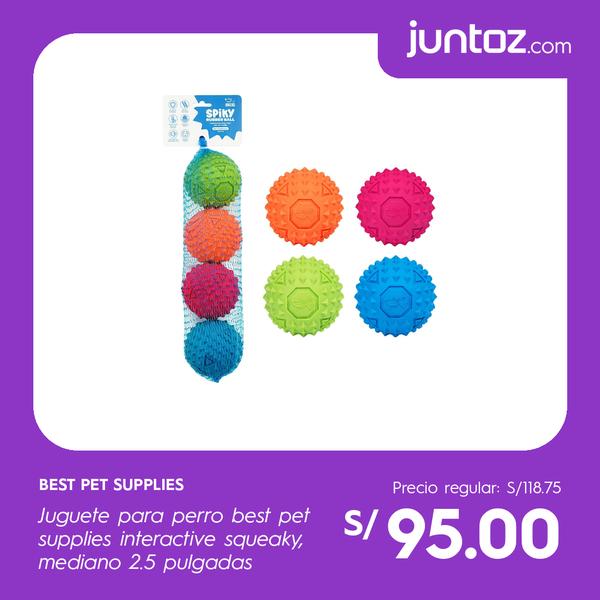 juntoz.com
SPIKY
RUBBER BALL
BEST PET SUPPLIES
Precio regular: S/118.75
Juguete para perro best pet
supplies interactive squeaky,
mediano 2.5 pulgadas
S/ 95.00